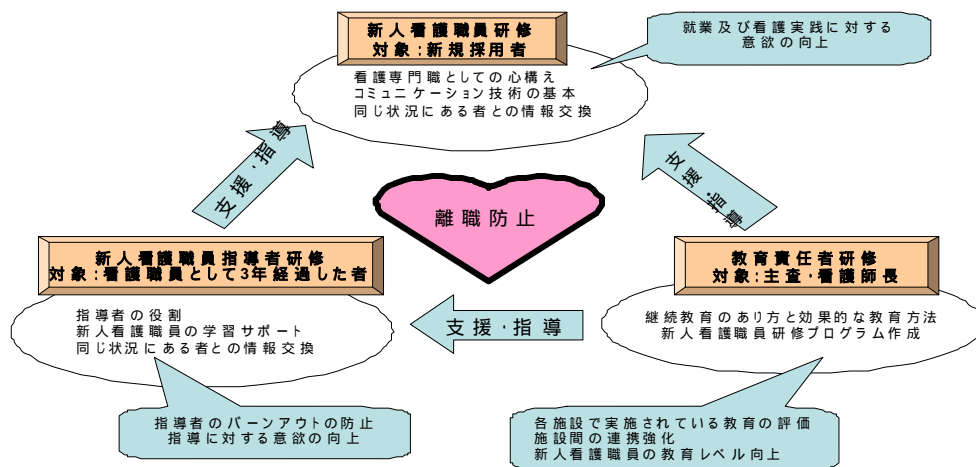 新人看護職員研修
対象:新規採用者
看護専門職としての心構え
コミュニケーション技術の基本
同じ状況にある者との情報交換
就業及び看護実践に対する
意欲の向上
支援・指導
支援・指導
離職防止
新人看護職員指導者研修
対象:看護職員として3年経過した者
指導者の役割
新人看護職員の学習サポート
同じ状況にある者との情報交換
支援・指導
教育責任者研修
対象:主査・看護師長
継続教育のあり方と効果的な教育方法
新人看護職員研修プログラム作成
指導者のバーンアウトの防止
指導に対する意欲の向上
各施設で実施されている教育の評価
施設間の連携強化
新人看護職員の教育レベル向上